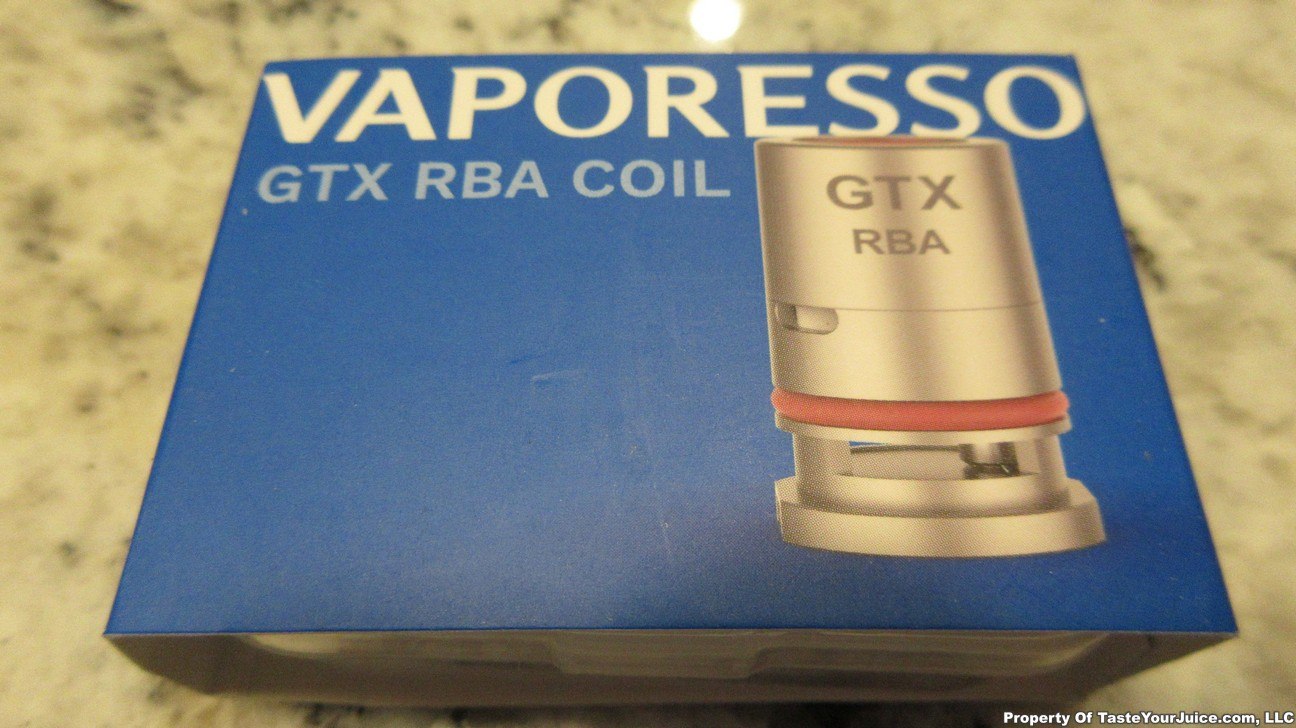 VAPORESSO
GTX RBA COIL
GTX
RBA
Property Of TasteYourJuice.com, LLC